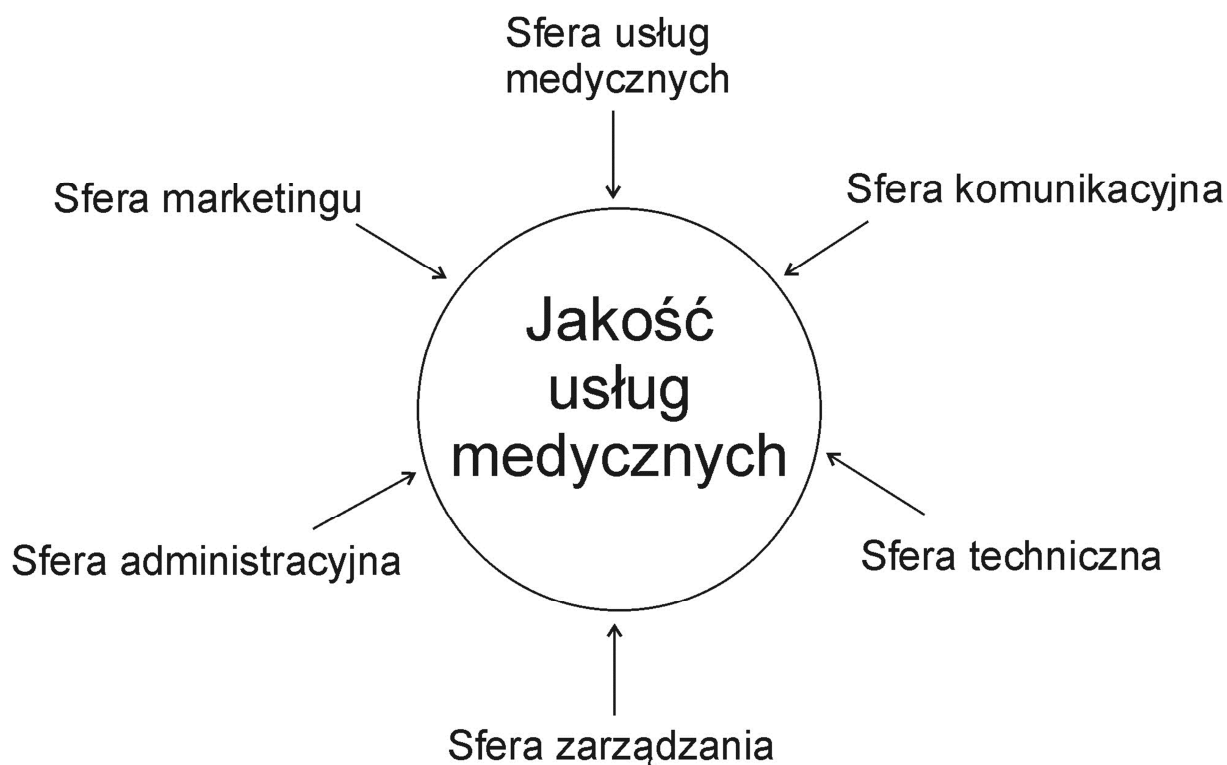 Sfera usług
medycznych
Sfera marketingu
Sfera komunikacyjna
Jakość
usług
medycznych
Sfera administracyjna
Sfera techniczna
Sfera zarządzania